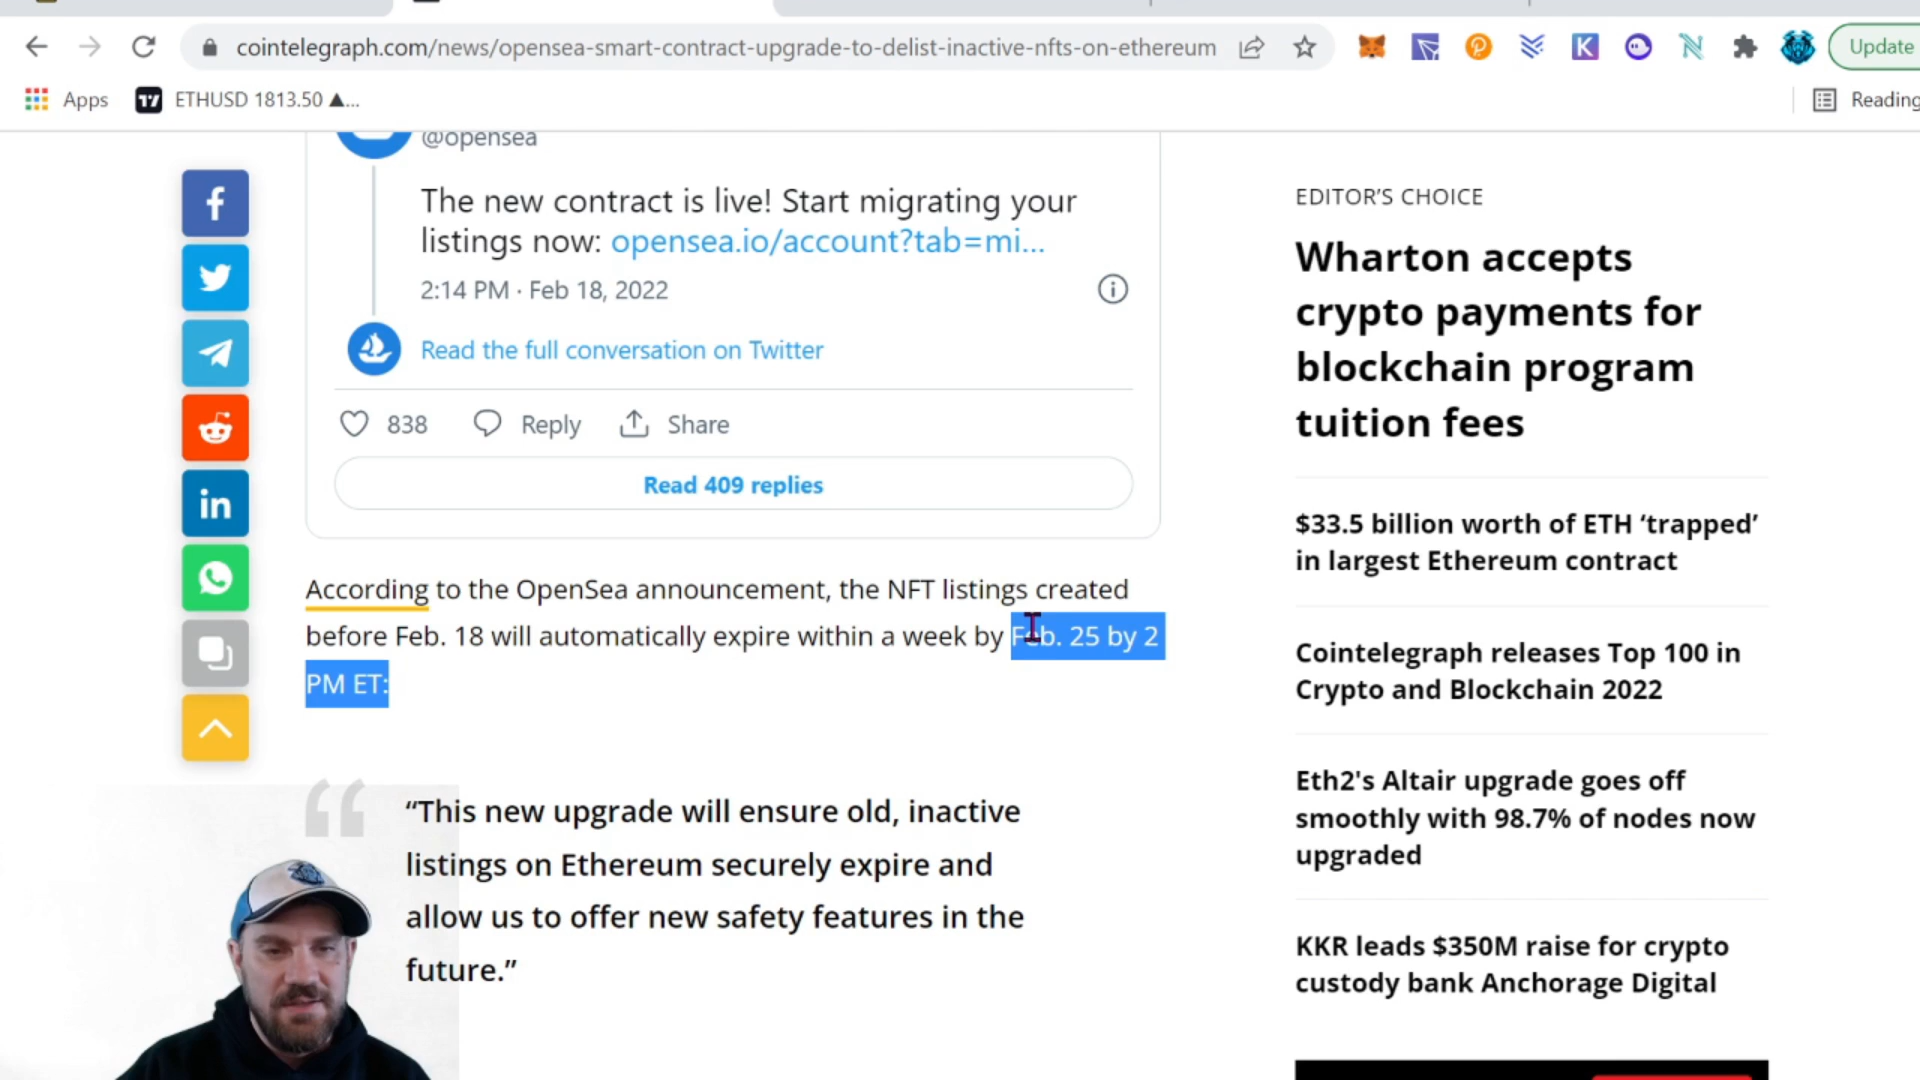 cointelegraph.com/news/opensea-smart-contract-upgrade-to-delist-inactive-nfts-on-ethereum
Update
Apps
ETHUSD 1813.50 ▲...
Reading
@opensea
The new contract is live! Start migrating your
listings now: opensea.io/account?tab=mi...
2:14 PM · Feb 18, 2022
Read the full conversation on Twitter
838
Reply
Share
Read 409 replies
According to the OpenSea announcement, the NFT listings created
before Feb. 18 will automatically expire within a week by Feb. 25 by 2
PM ET:
“This new upgrade will ensure old, inactive
listings on Ethereum securely expire and
allow us to offer new safety features in the
future.”
EDITOR’S CHOICE
Wharton accepts
crypto payments for
blockchain program
tuition fees
$33.5 billion worth of ETH ‘trapped’
in largest Ethereum contract
Cointelegraph releases Top 100 in
Crypto and Blockchain 2022
Eth2's Altair upgrade goes off
smoothly with 98.7% of nodes now
upgraded
KKR leads $350M raise for crypto
custody bank Anchorage Digital